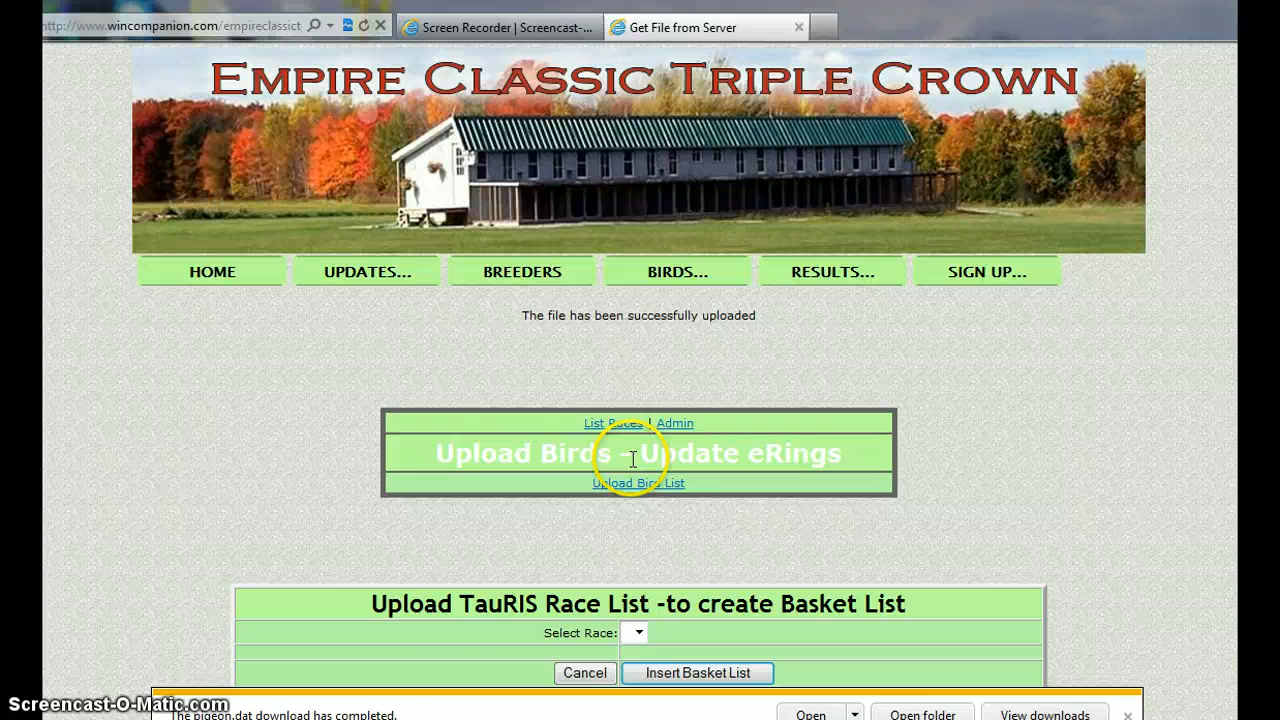 http://www.wincompanion.com/empireclassict
Screen Recorder | Screencast-...
Get File from Server
EMPIRE CLASSIC TRIPLE CROWN
HOME
UPDATES...
BREEDERS
BIRDS...
RESULTS...
SIGN UP...
The file has been successfully uploaded
List Races | Admin
Upload Birds - Update eRings
Upload Bird List
Upload TauRIS Race List -to create Basket List
Select Race:
Cancel
Insert Basket List
The pigeon.dat download has completed.
Open
Open folder
View downloads
Screencast-O-Matic.com